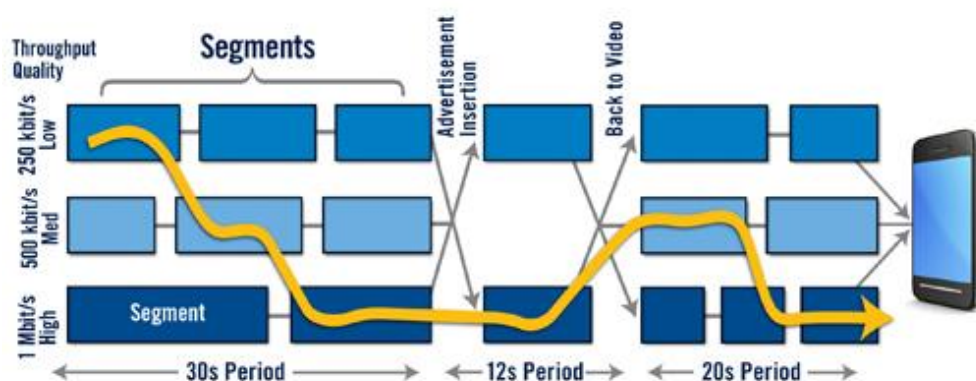 Throughput
Quality
Segments
Advertisement
Insertion
Back to Video
250 kbit/s
Low
500 kbit/s
Med
1 Mbit/s
High
Segment
30s Period
12s Period
20s Period